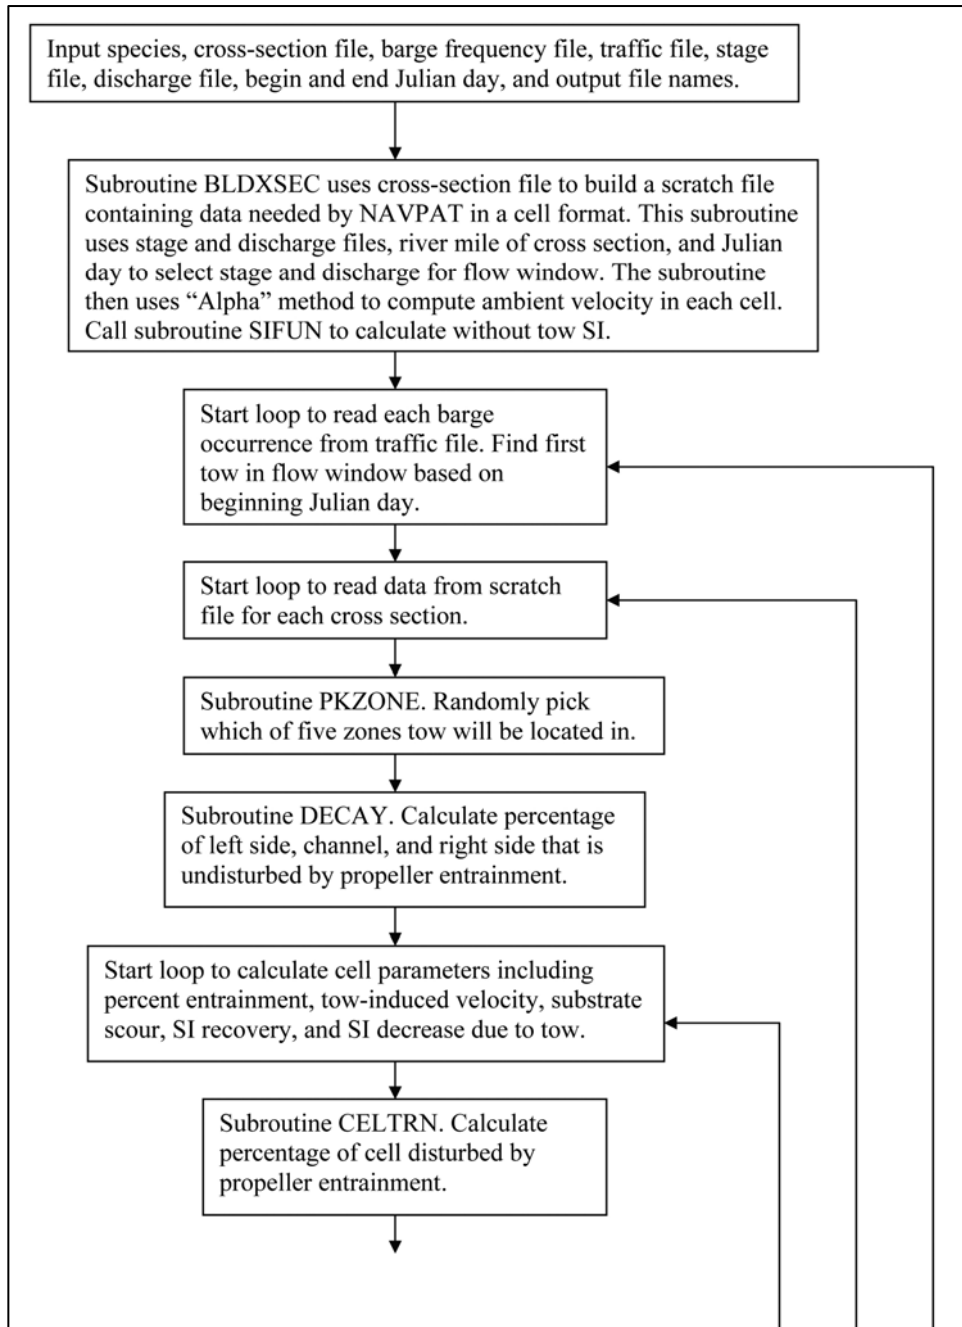 Input species, cross-section file, barge frequency file, traffic file, stage
file, discharge file, begin and end Julian day, and output file names.
Subroutine BLDXSEC uses cross-section file to build a scratch file
containing data needed by NAVPAT in a cell format. This subroutine
uses stage and discharge files, river mile of cross section, and Julian
day to select stage and discharge for flow window. The subroutine
then uses “Alpha” method to compute ambient velocity in each cell.
Call subroutine SIFUN to calculate without tow SI.
Start loop to read each barge
occurrence from traffic file. Find first
tow in flow window based on
beginning Julian day.
Start loop to read data from scratch
file for each cross section.
Subroutine PKZONE. Randomly pick
which of five zones tow will be located in.
Subroutine DECAY. Calculate percentage
of left side, channel, and right side that is
undisturbed by propeller entrainment.
Start loop to calculate cell parameters including
percent entrainment, tow-induced velocity, substrate
scour, SI recovery, and SI decrease due to tow.
Subroutine CELTRN. Calculate
percentage of cell disturbed by
propeller entrainment.